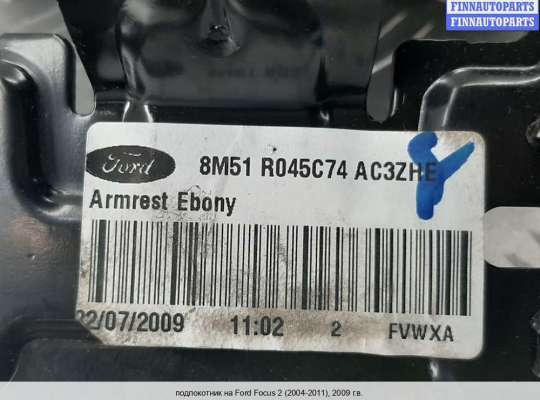 FINNAUTOPARTS
FINNAUTOPARTS
Ford 8M51 R045C74 AC3ZHE
Armrest Ebony
22/07/2009 11:02 2 FVWXA
подлокотник на Ford Focus 2 (2004-2011), 2009 г.в.